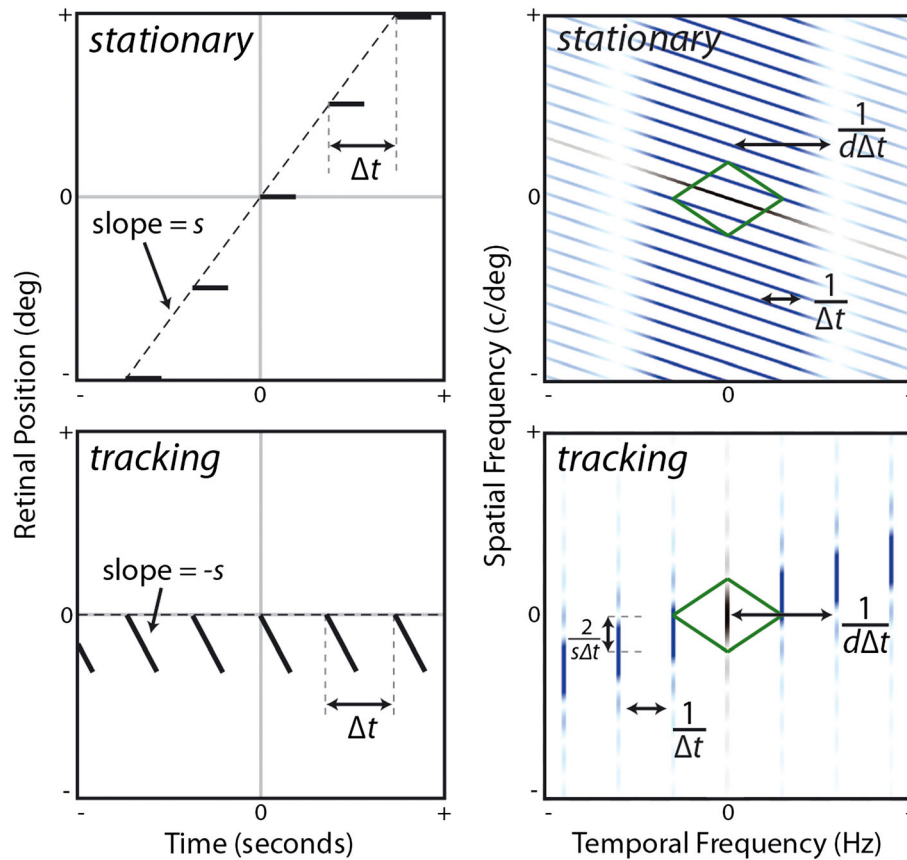 stationary
+
0
-
slope = s
Δt
- 0 +
stationary
+
0
-
1
dΔt
1
Δt
- 0 -
Retinal Position (deg)
Spatial Frequency (c/deg)
tracking
+
0
-
slope = -s
Δt
- 0 +
Time (seconds)
tracking
+
0
-
2
sΔt
1
dΔt
1
Δt
- 0 -
Temporal Frequency (Hz)